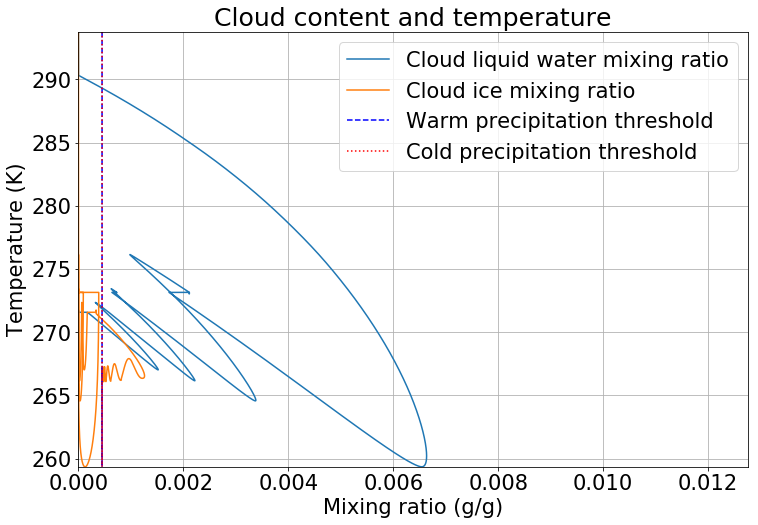 Cloud content and temperature
Cloud liquid water mixing ratio
Cloud ice mixing ratio
Warm precipitation threshold
Cold precipitation threshold
Temperature (K)
290
285
280
275
270
265
260
0.000 0.002 0.004 0.006 0.008 0.010 0.012
Mixing ratio (g/g)